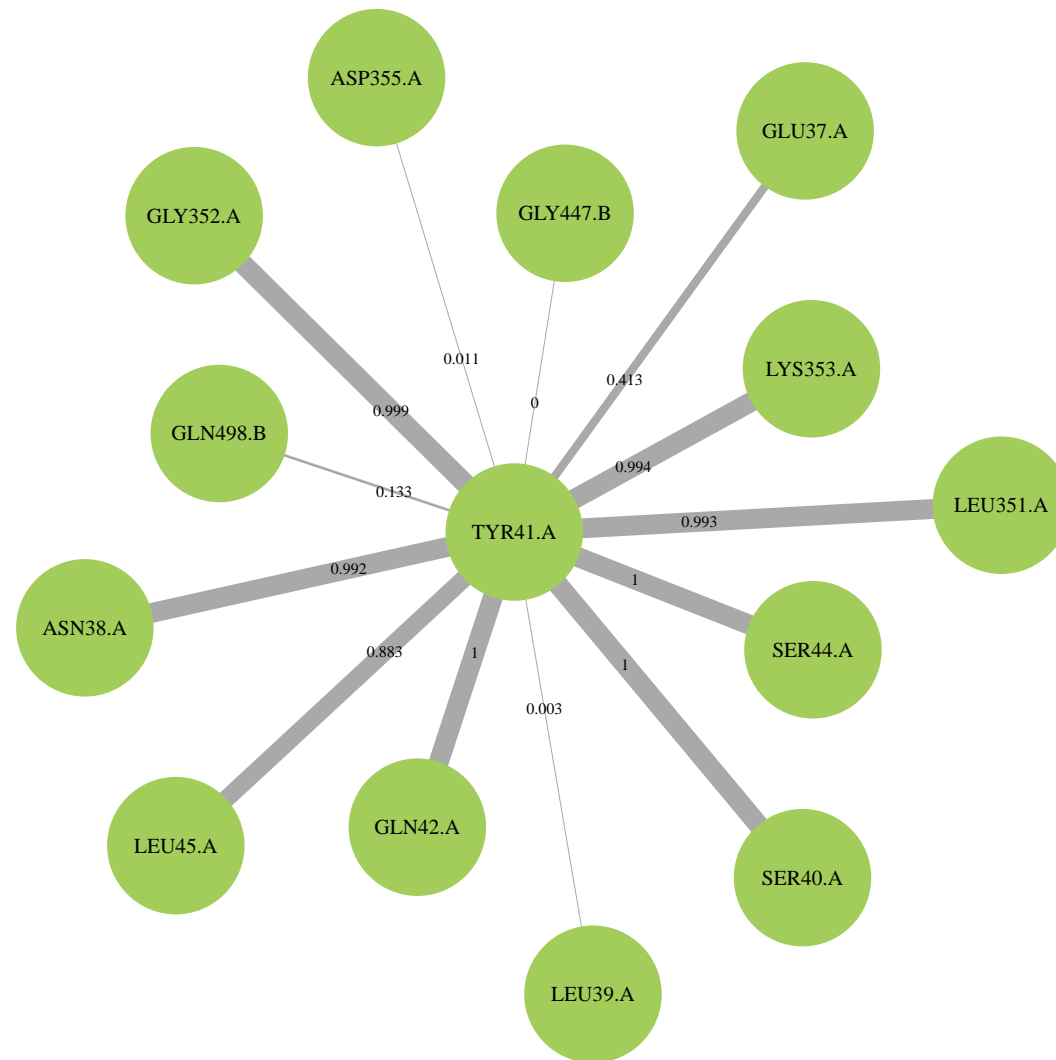 ASP355.A
GLU37.A
GLY447.B
GLY352.A
0.011
LYS353.A
0.413
0
0.999
GLN498.B
0.994
0.133
LEU351.A
0.993
TYR41.A
0.992
1
ASN38.A
SER44.A
0.883
1
1
0.003
GLN42.A
LEU45.A
SER40.A
LEU39.A